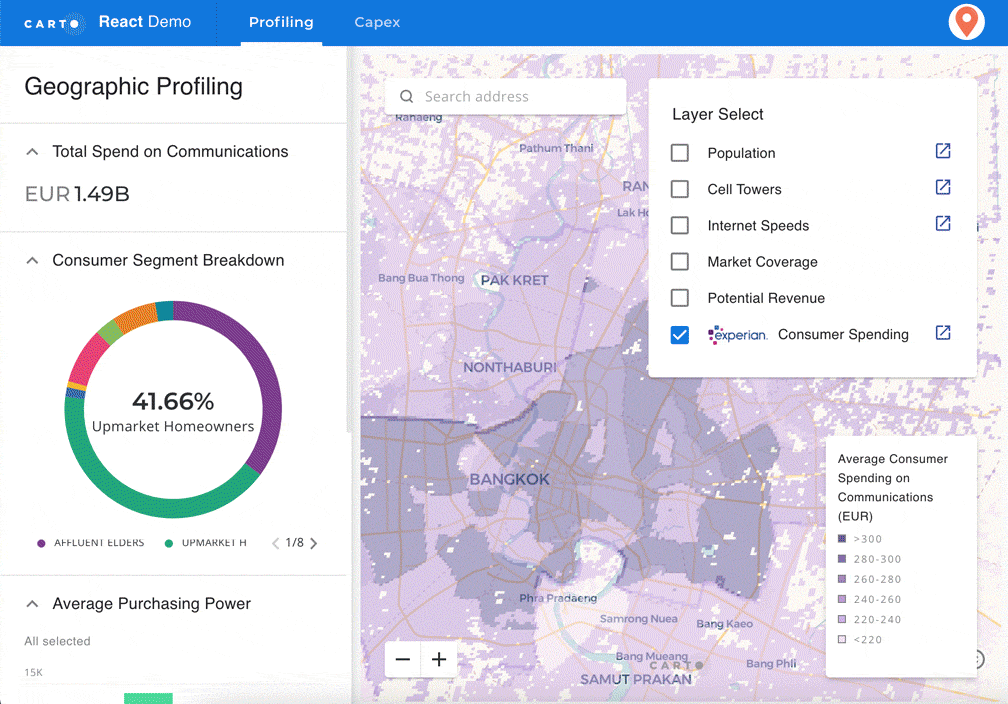 CARTO React Demo
Profiling
Capex
Geographic Profiling
Total Spend on Communications
EUR 1.49B
Consumer Segment Breakdown
41.66%
Upmarket Homeowners
AFFLUENT ELDERS
UPMARKET H
1/8
Average Purchasing Power
All selected
15K
Search address
Rahaeng
Pathum Thani
RAN
Lak Ho
Bang Bua Thong
PAK KRET
NONTHABURI
BANGKOK
Phra Pradaeng
Samrong Nuea
Bang Kaeo
Bang Mueang
CARTO
Bang Phli
SAMUT PRAKAN
Layer Select
Population
Cell Towers
Internet Speeds
Market Coverage
Potential Revenue
experian. Consumer Spending
Average Consumer
Spending on
Communications
(EUR)
>300
280-300
260-280
240-260
220-240
<220